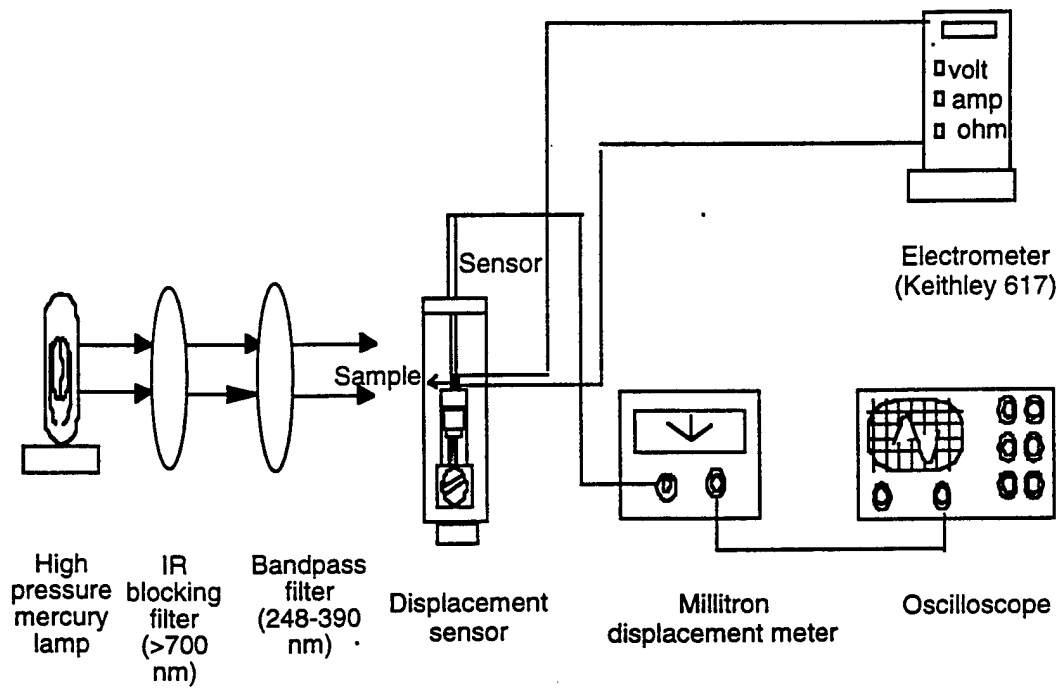 volt
amp
ohm
Electrometer
(Keithley 617)
Sensor
Sample
High
pressure
mercury
lamp
IR
blocking
filter
(>700
nm)
Bandpass
filter
(248-390
nm)
Displacement
sensor
Millitron
displacement meter
Oscilloscope